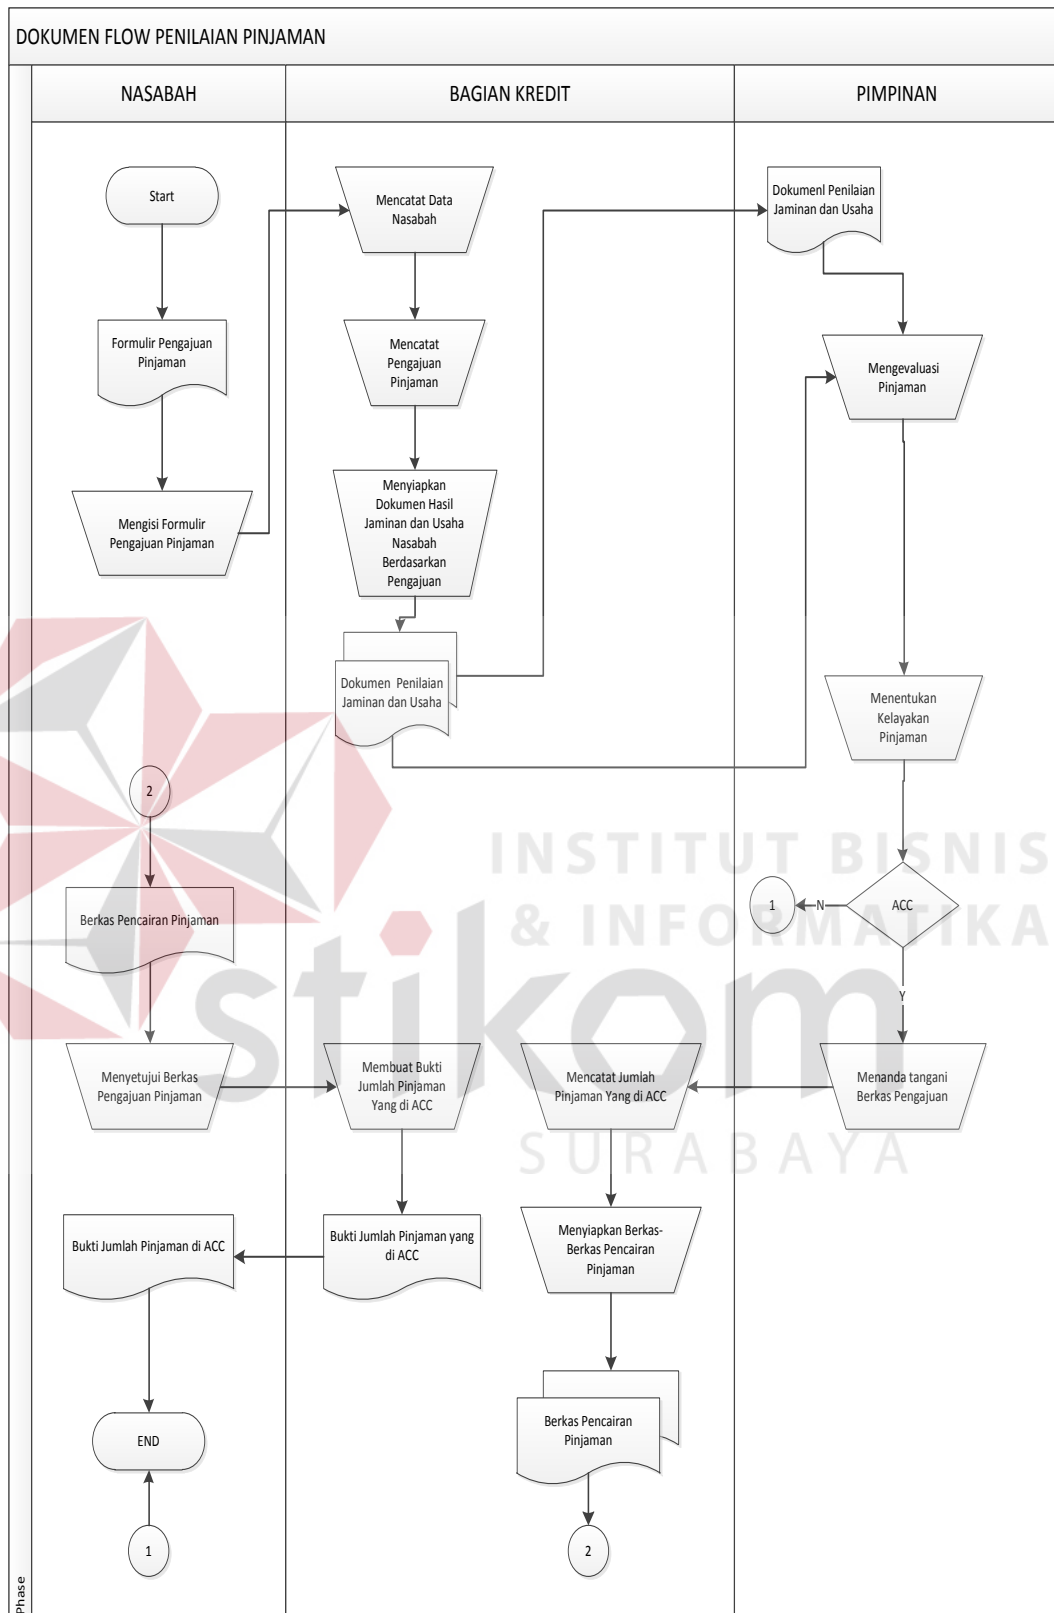 DOKUMEN FLOW PENILAIAN PINJAMAN
NASABAH
BAGIAN KREDIT
PIMPINAN
Start
Formulir Pengajuan
Pinjaman
Mengisi Formulir
Pengajuan Pinjaman
Mencatat Data
Nasabah
Mencatat
Pengajuan
Pinjaman
Menyiapkan
Dokumen Hasil
Jaminan dan Usaha
Nasabah
Berdasarkan
Pengajuan
Dokumen Penilaian
Jaminan dan Usaha
Dokumenl Penilaian
Jaminan dan Usaha
Mengevaluasi
Pinjaman
Menentukan
Kelayakan
Pinjaman
ACC
N
1
Y
Menanda tangani
Berkas Pengajuan
Mencatat Jumlah
Pinjaman Yang di ACC
Menyiapkan Berkas-
Berkas Pencairan
Pinjaman
Berkas Pencairan
Pinjaman
2
2
Berkas Pencairan Pinjaman
Menyetujui Berkas
Pengajuan Pinjaman
Membuat Bukti
Jumlah Pinjaman
Yang di ACC
Bukti Jumlah Pinjaman yang
di ACC
Bukti Jumlah Pinjaman di ACC
END
1
Phase
INSTITUT BISNIS
& INFORMATIKA
stikom
SURABAYA